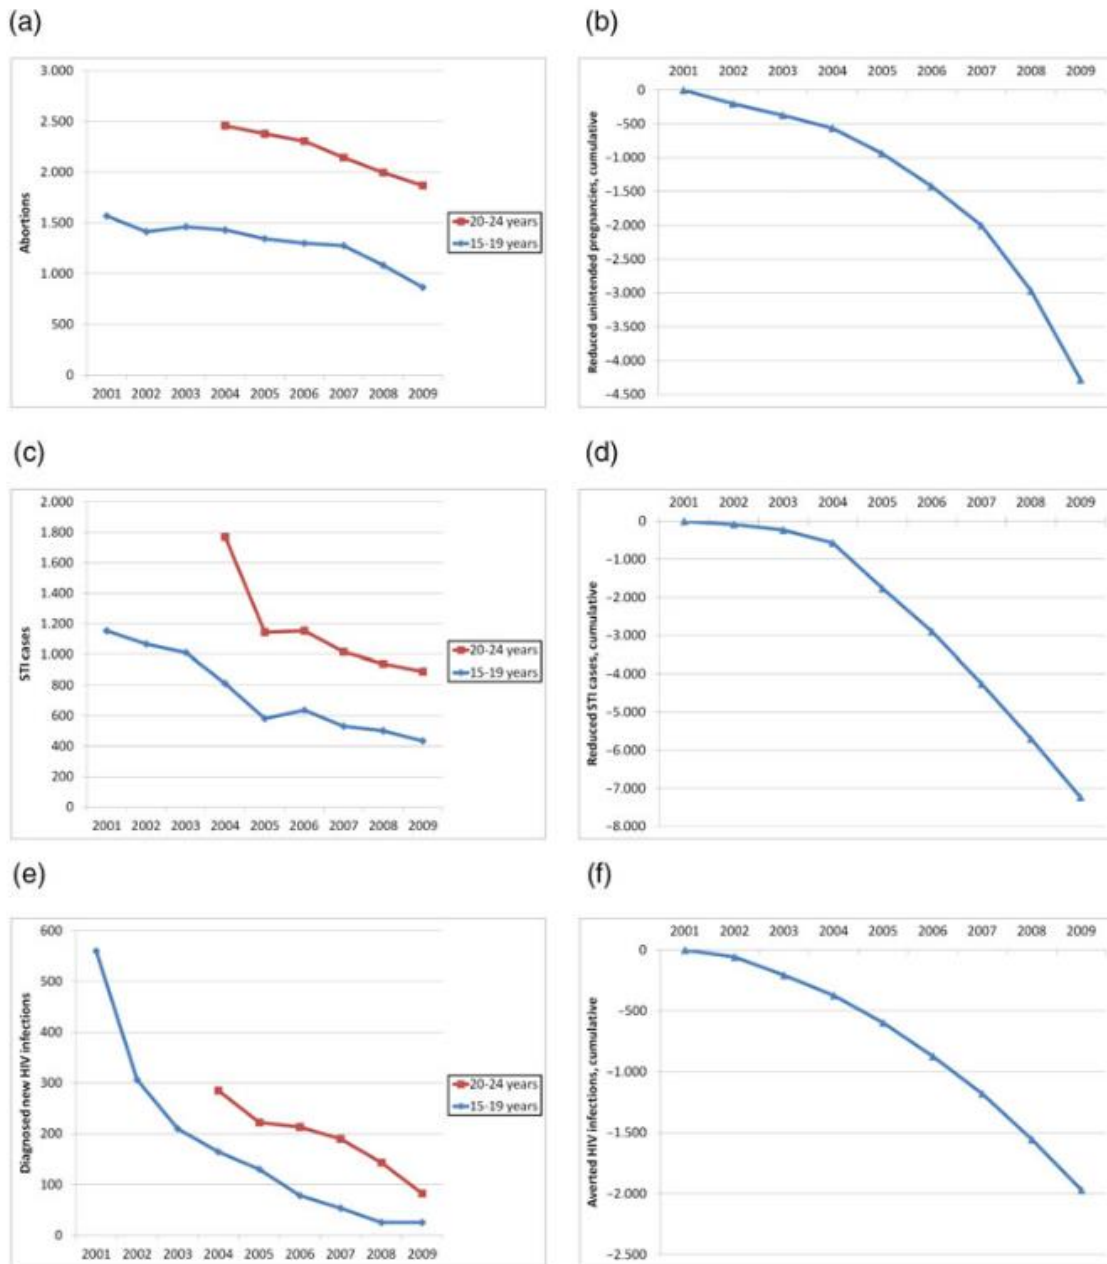 (a)
3.000
2.500
2.000
1.500
1.000
500
0
Abortions
2001 2002 2003 2004 2005 2006 2007 2008 2009
20-24 years
15-19 years
(b)
2001 2002 2003 2004 2005 2006 2007 2008 2009
0
−500
−1.000
−1.500
−2.000
−2.500
−3.000
−3.500
−4.000
−4.500
Reduced unintended pregnancies, cumulative
(c)
2.000
1.800
1.600
1.400
1.200
1.000
800
600
400
200
0
STI cases
2001 2002 2003 2004 2005 2006 2007 2008 2009
20-24 years
15-19 years
(d)
2001 2002 2003 2004 2005 2006 2007 2008 2009
0
−1.000
−2.000
−3.000
−4.000
−5.000
−6.000
−7.000
−8.000
Reduced STI cases, cumulative
(e)
600
500
400
300
200
100
0
Diagnosed new HIV infections
2001 2002 2003 2004 2005 2006 2007 2008 2009
20-24 years
15-19 years
(f)
2001 2002 2003 2004 2005 2006 2007 2008 2009
0
−500
−1.000
−1.500
−2.000
−2.500
Averted HIV infections, cumulative